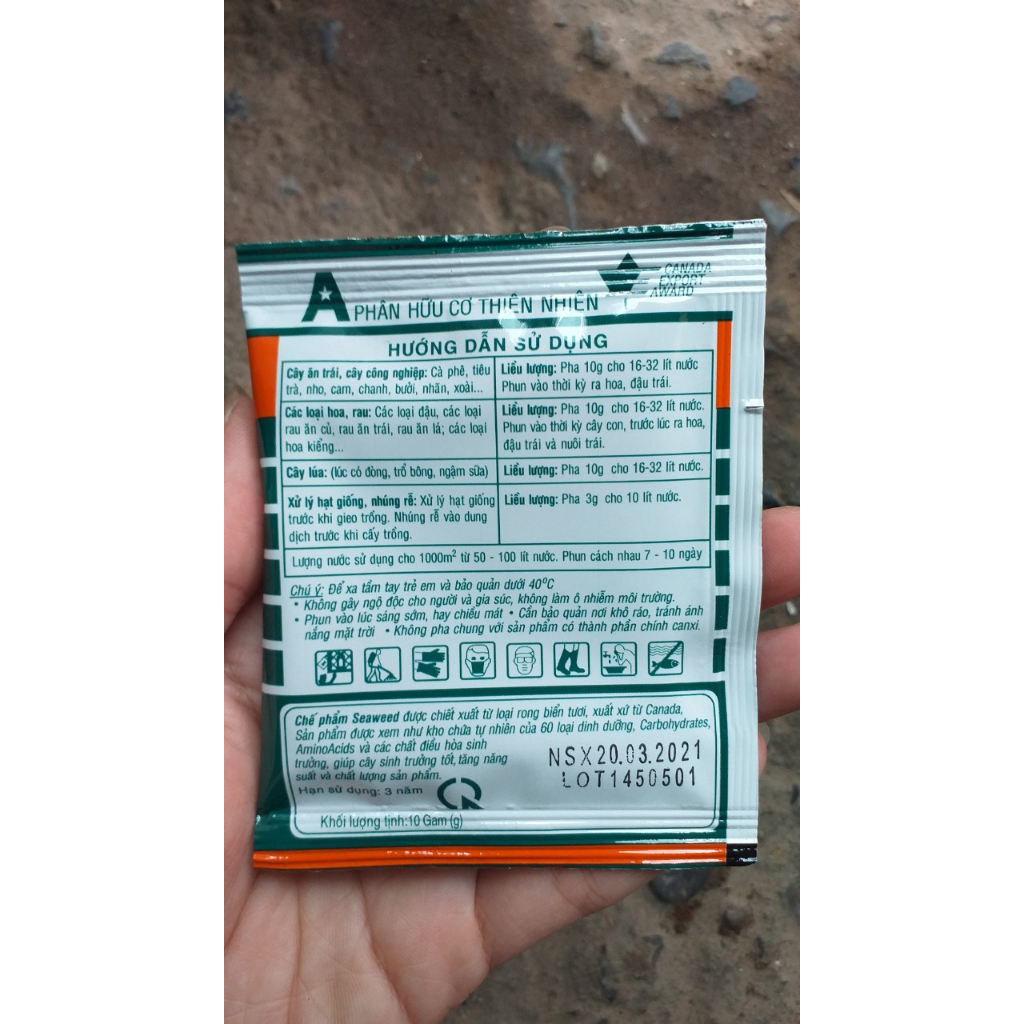 A PHÂN HỮU CƠ THIÊN NHIÊN
CANADA
EXPORT
AWARD
HƯỚNG DẪN SỬ DỤNG
Cây ăn trái, cây công nghiệp: Cà phê, tiêu
trà, nho, cam, chanh, bưởi, nhãn, xoài...
Liều lượng: Pha 10g cho 16-32 lít nước
Phun vào thời kỳ ra hoa, đậu trái.
Các loại hoa, rau: Các loại đậu, các loại
rau ăn củ, rau ăn trái, rau ăn lá; các loại
hoa kiểng...
Liều lượng: Pha 10g cho 16-32 lít nước.
Phun vào thời kỳ cây con, trước lúc ra hoa,
đậu trái và nuôi trái.
Cây lúa: (lúc có đòng, trổ bông, ngậm sữa)
Liều lượng: Pha 10g cho 16-32 lít nước.
Xử lý hạt giống, nhúng rễ: Xử lý hạt giống
trước khi gieo trồng. Nhúng rễ vào dung
dịch trước khi cấy trồng.
Liều lượng: Pha 3g cho 10 lít nước.
Lượng nước sử dụng cho 1000m² từ 50 - 100 lít nước. Phun cách nhau 7 - 10 ngày
Chú ý: Để xa tầm tay trẻ em và bảo quản dưới 40°C
• Không gây ngộ độc cho người và gia súc, không làm ô nhiễm môi trường.
• Phun vào lúc sáng sớm, hay chiều mát • Cần bảo quản nơi khô ráo, tránh ánh
nắng mặt trời • Không pha chung với sản phẩm có thành phần chính canxi.
Chế phẩm Seaweed được chiết xuất từ loại rong biển tươi, xuất xứ từ Canada,
Sản phẩm được xem như kho chứa tự nhiên của 60 loại dinh dưỡng, Carbohydrates,
AminoAcids và các chất điều hòa sinh
trưởng, giúp cây sinh trưởng tốt, tăng năng
suất và chất lượng sản phẩm.
Hạn sử dụng: 3 năm
Khối lượng tịnh:10 Gam (g)
NSX20.03.2021
LOT1450501